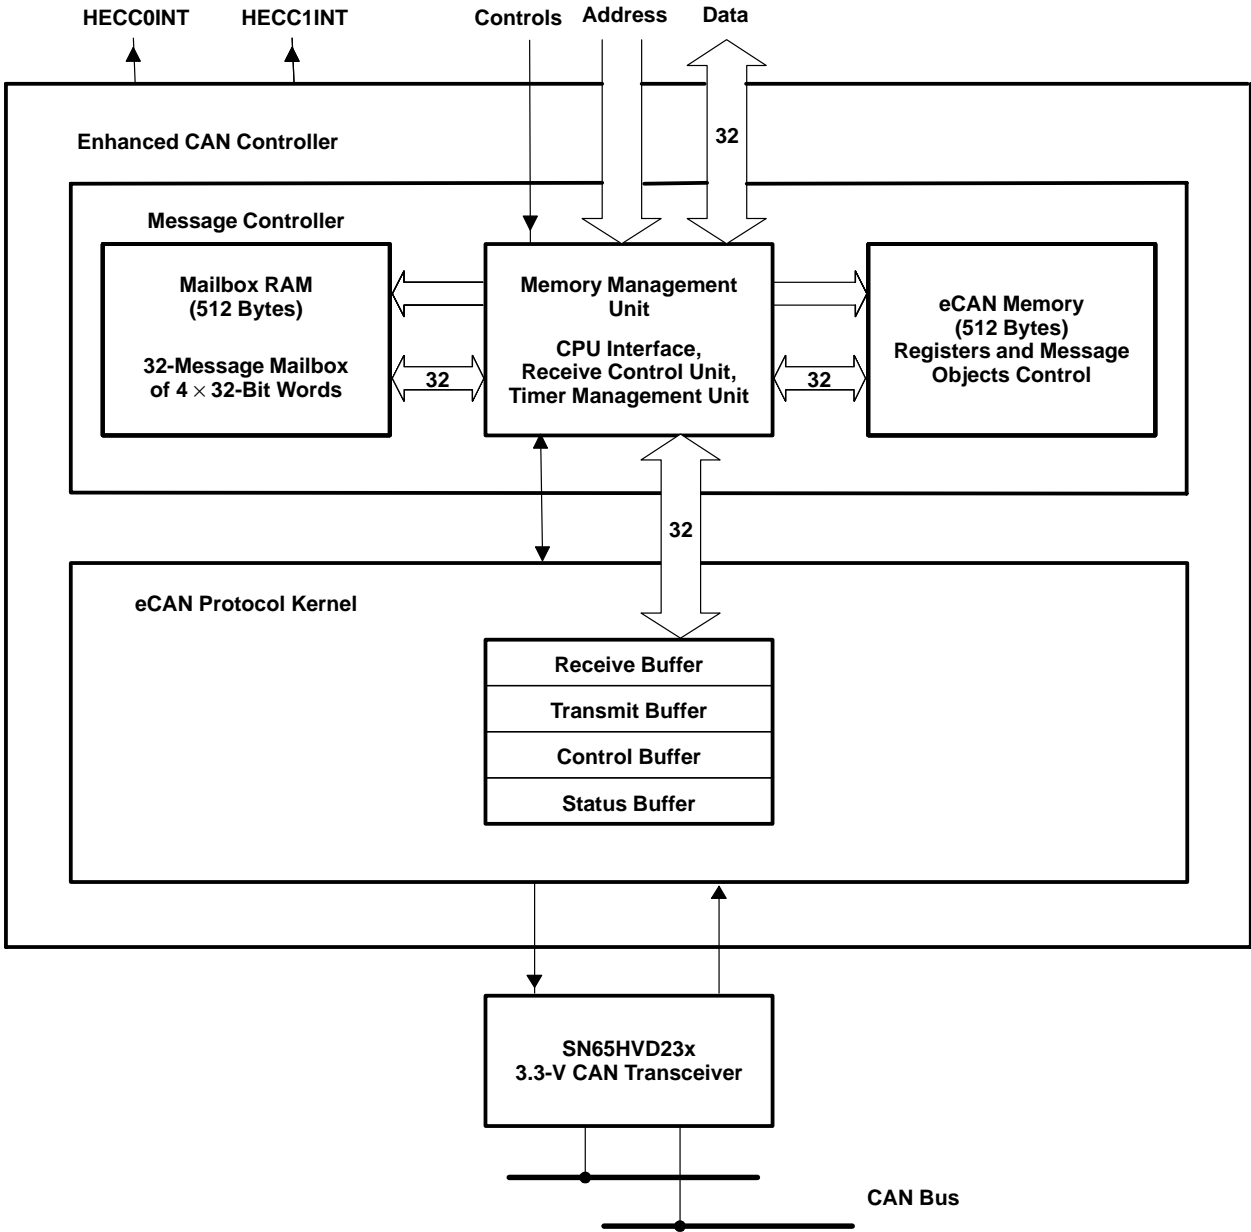 HECC0INT
HECC1INT
Controls
Address
Data
32
Enhanced CAN Controller
Message Controller
Mailbox RAM
(512 Bytes)
32-Message Mailbox
of 4 × 32-Bit Words
32
Memory Management
Unit
CPU Interface,
Receive Control Unit,
Timer Management Unit
32
eCAN Memory
(512 Bytes)
Registers and Message
Objects Control
32
eCAN Protocol Kernel
Receive Buffer
Transmit Buffer
Control Buffer
Status Buffer
SN65HVD23x
3.3-V CAN Transceiver
CAN Bus